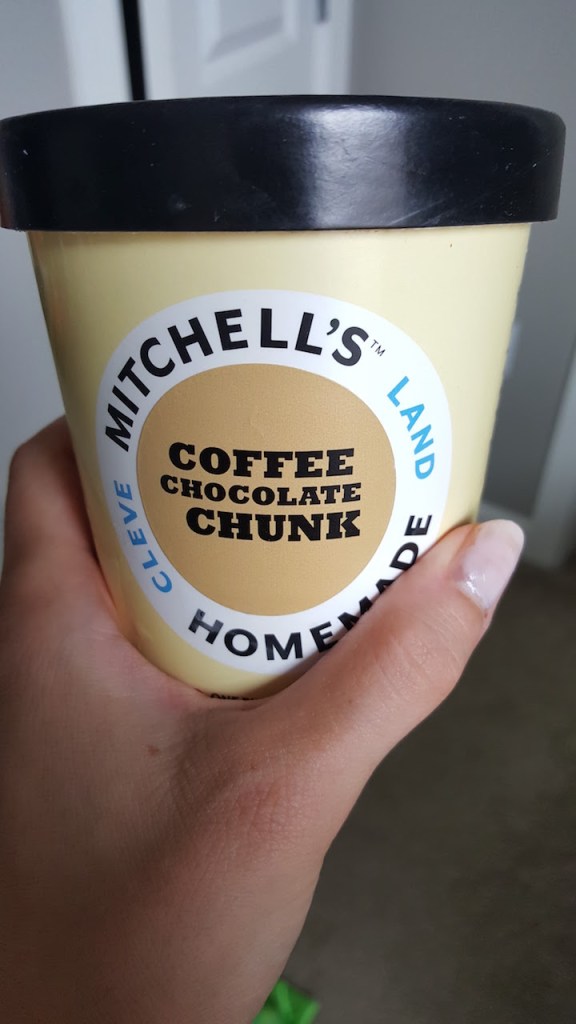 MITCHELL'S™
CLEVE LAND
COFFEE
CHOCOLATE
CHUNK
HOMEMADE